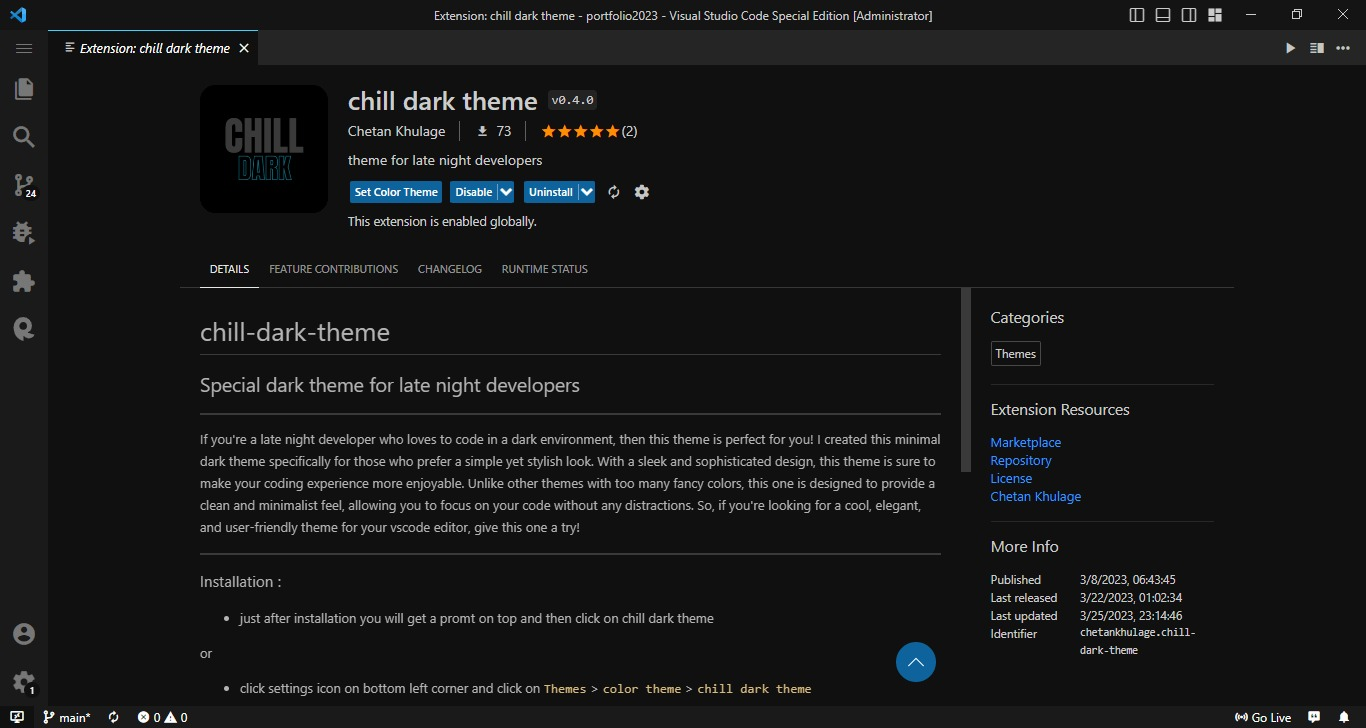 Extension: chill dark theme - portfolio2023 - Visual Studio Code Special Edition [Administrator]
Extension: chill dark theme
CHILL
DARK
chill dark theme v0.4.0
Chetan Khulage 73 (2)
theme for late night developers
Set Color Theme Disable Uninstall
This extension is enabled globally.
24
DETAILS FEATURE CONTRIBUTIONS CHANGELOG RUNTIME STATUS
chill-dark-theme
Special dark theme for late night developers
If you're a late night developer who loves to code in a dark environment, then this theme is perfect for you! I created this minimal
dark theme specifically for those who prefer a simple yet stylish look. With a sleek and sophisticated design, this theme is sure to
make your coding experience more enjoyable. Unlike other themes with too many fancy colors, this one is designed to provide a
clean and minimalist feel, allowing you to focus on your code without any distractions. So, if you're looking for a cool, elegant,
and user-friendly theme for your vscode editor, give this one a try!
Installation :
• just after installation you will get a promt on top and then click on chill dark theme
or
• click settings icon on bottom left corner and click on Themes > color theme > chill dark theme
Categories
Themes
Extension Resources
Marketplace
Repository
License
Chetan Khulage
More Info
Published 3/8/2023, 06:43:45
Last released 3/22/2023, 01:02:34
Last updated 3/25/2023, 23:14:46
Identifier chetankhulage.chill-
dark-theme
1
main* 0 0 Go Live